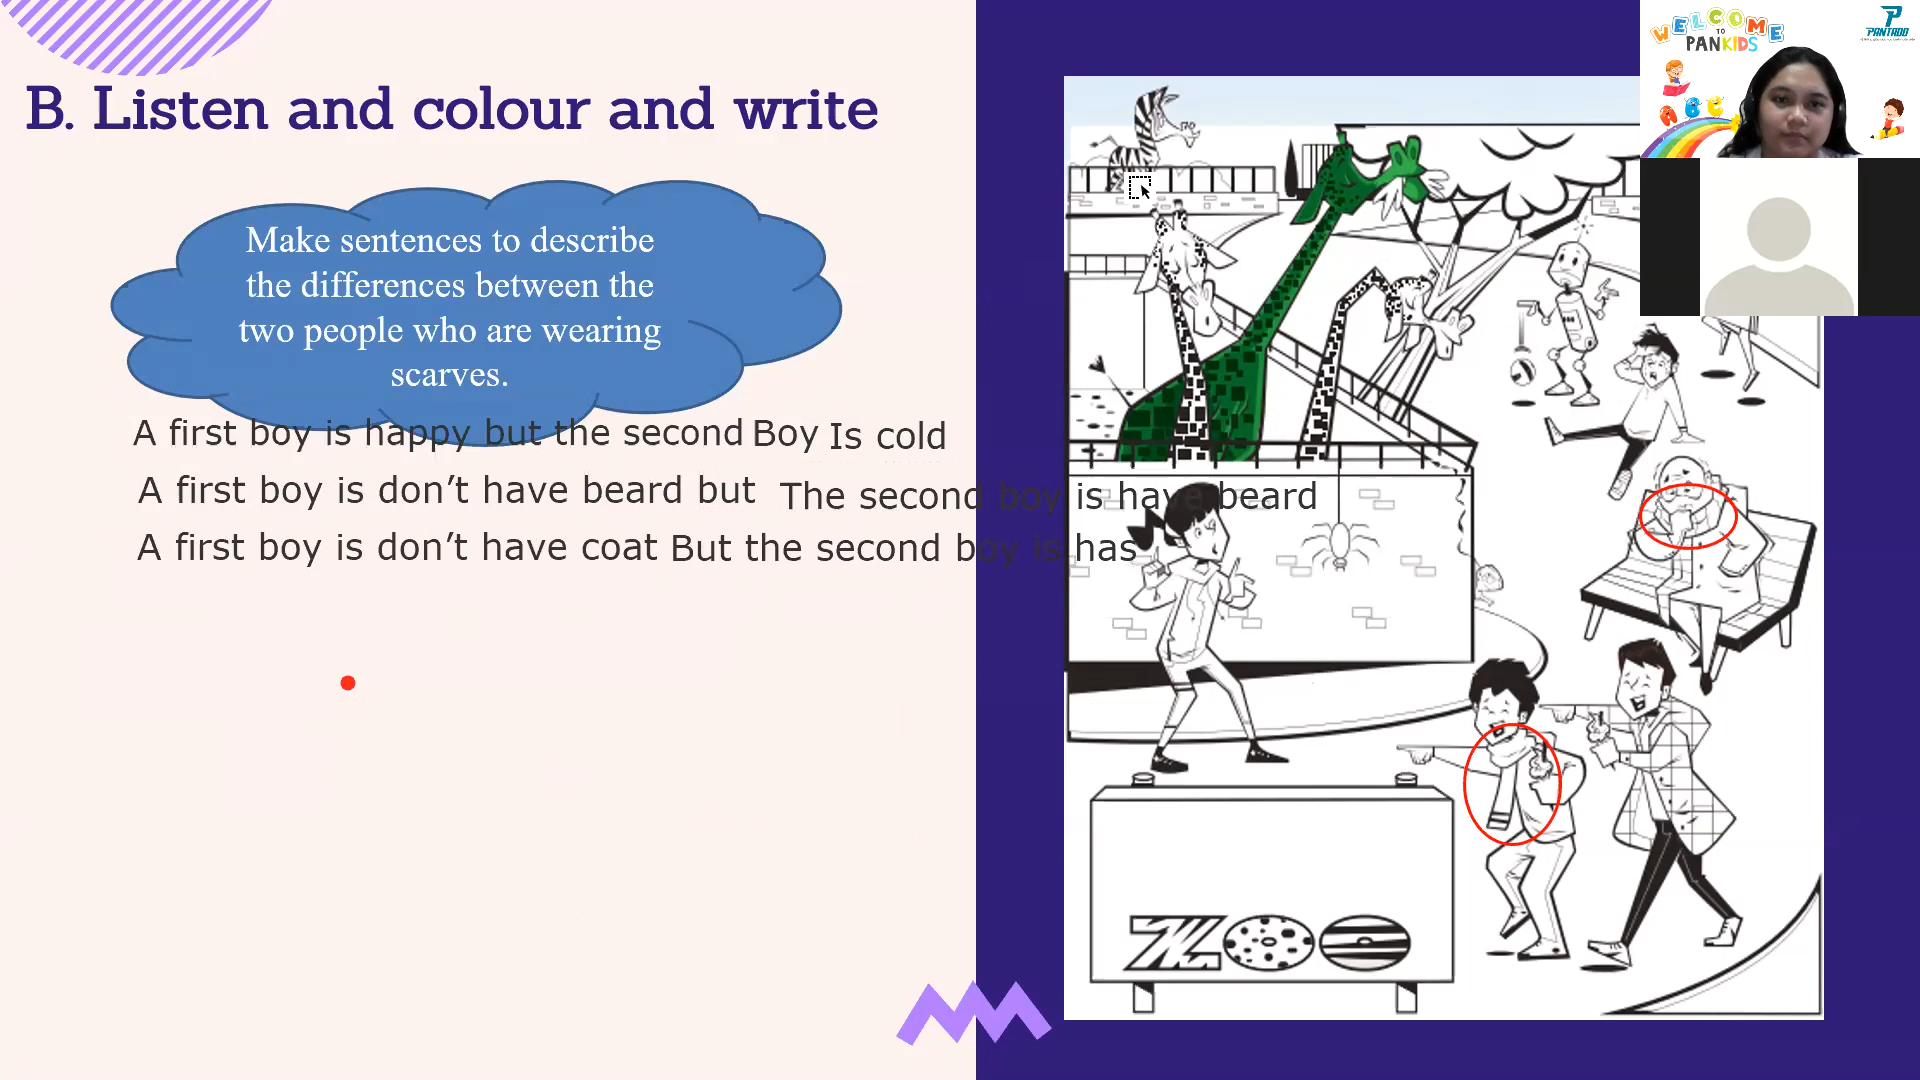 B. Listen and colour and write
Make sentences to describe
the differences between the
two people who are wearing
scarves.
A first boy is happy but the second Boy Is cold
A first boy is don’t have beard but The second boy is have beard
A first boy is don’t have coat But the second boy is has
ZOO
WELCOME
TO
PANKIDS
ABC
PANTADO